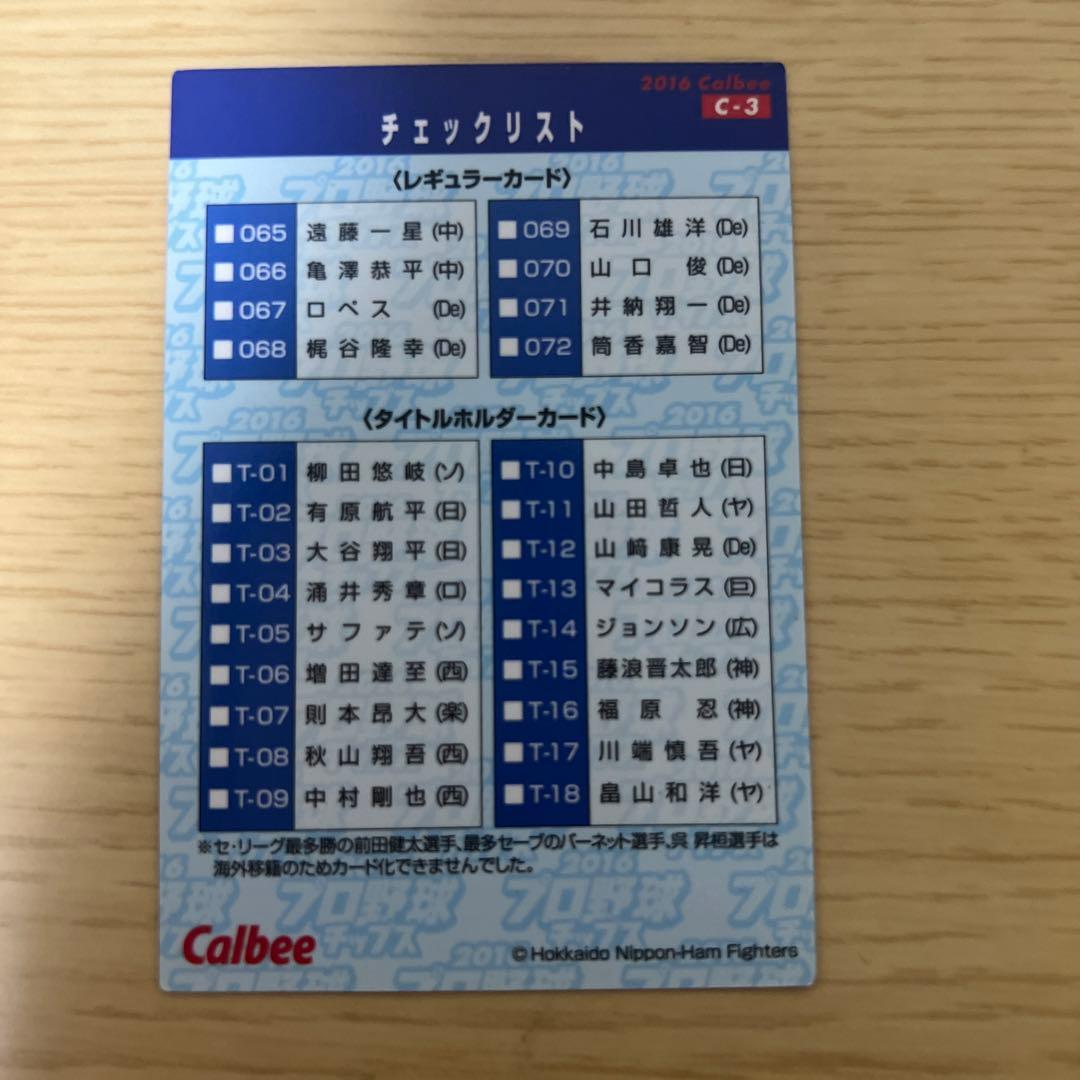 2016 Calbee
C-3
チェックリスト
〈レギュラーカード〉
065 遠藤一星(中)
066 亀澤恭平(中)
067 ロペス (De)
068 梶谷隆幸(De)
069 石川雄洋(De)
070 山口 俊(De)
071 井納翔一(De)
072 筒香嘉智(De)
〈タイトルホルダーカード〉
T-01 柳田悠岐(ソ)
T-02 有原航平(日)
T-03 大谷翔平(日)
T-04 涌井秀章(ロ)
T-05 サファテ(ソ)
T-06 増田達至(西)
T-07 則本昂大(楽)
T-08 秋山翔吾(西)
T-09 中村剛也(西)
T-10 中島卓也(日)
T-11 山田哲人(ヤ)
T-12 山﨑康晃(De)
T-13 マイコラス(巨)
T-14 ジョンソン(広)
T-15 藤浪晋太郎(神)
T-16 福原 忍(神)
T-17 川端慎吾(ヤ)
T-18 畠山和洋(ヤ)
※セ・リーグ最多勝の前田健太選手、最多セーブのバーネット選手、呉 昇桓選手は
海外移籍のためカード化できませんでした。
Calbee
©Hokkaido Nippon-Ham Fighters